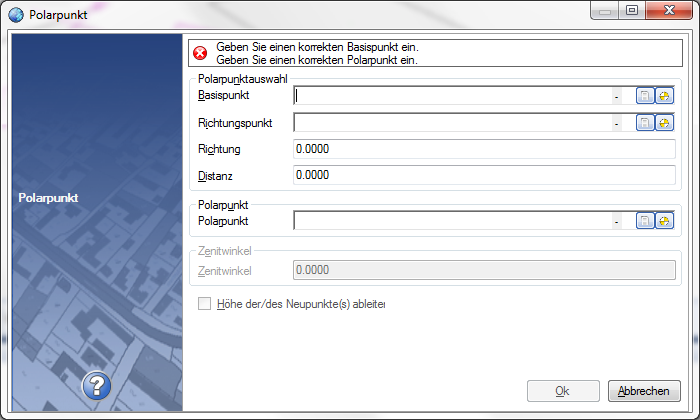 Polarpunkt
Geben Sie einen korrekten Basispunkt ein.
Geben Sie einen korrekten Polarpunkt ein.
Polarpunkt
Polarpunktauswahl
Basispunkt -
Richtungspunkt -
Richtung 0.0000
Distanz 0.0000
Polarpunkt
Polarpunkt -
Zenitwinkel
Zenitwinkel 0.0000
Höhe der/des Neupunkte(s) ableiter
? Ok Abbrechen